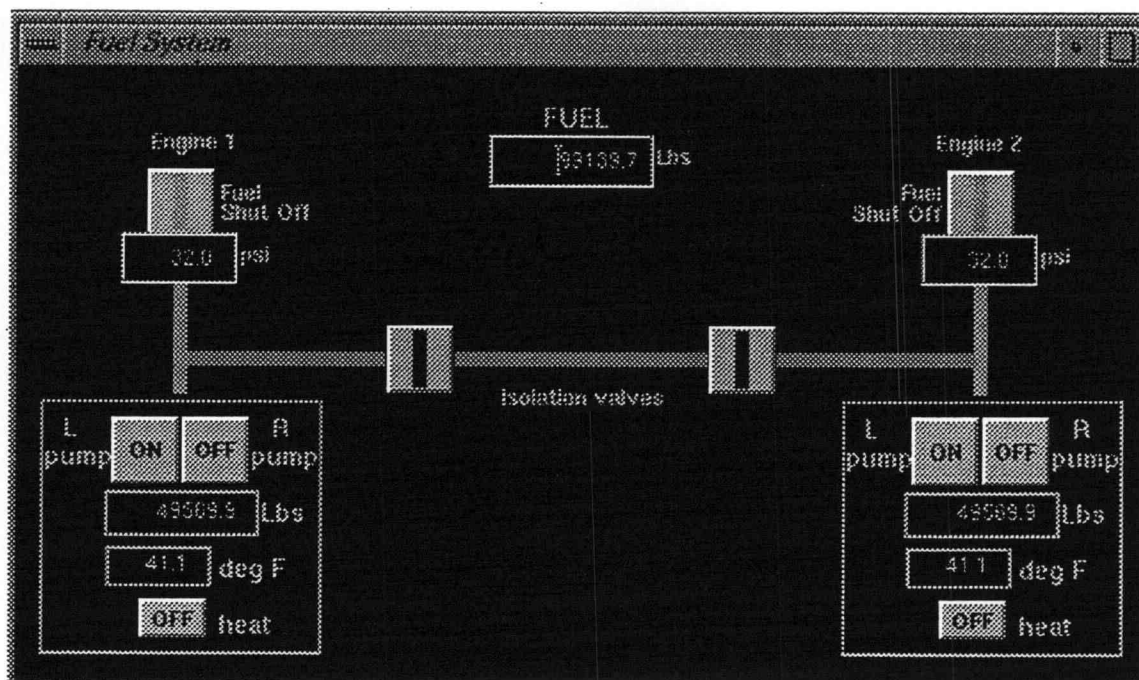 Fuel System
FUEL
99139.7 Lbs
Engine 1
Fuel
Shut Off
32.0 psi
Engine 2
Fuel
Shut Off
32.0 psi
Isolation valves
L pump ON OFF R pump
49569.9 Lbs
41.1 deg F
OFF heat
L pump ON OFF R pump
49569.9 Lbs
41.1 deg F
OFF heat